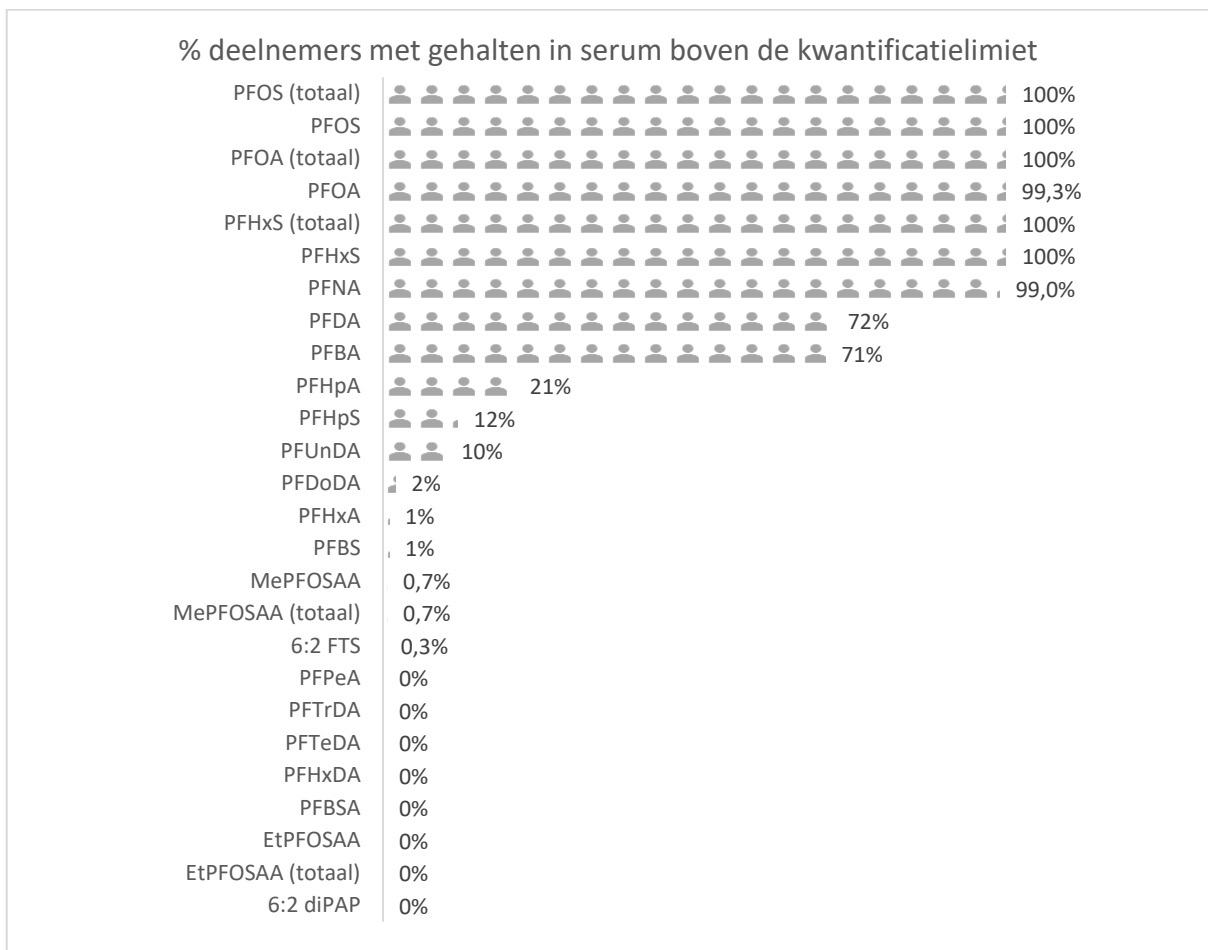 % deelnemers met gehalten in serum boven de kwantificatielimiet
PFOS (totaal) 100%
PFOS 100%
PFOA (totaal) 100%
PFOA 99,3%
PFHxS (totaal) 100%
PFHxS 100%
PFNA 99,0%
PFDA 72%
PFBA 71%
PFHpA 21%
PFHpS 12%
PFUnDA 10%
PFDoDA 2%
PFHxA 1%
PFBS 1%
MePFOSAA 0,7%
MePFOSAA (totaal) 0,7%
6:2 FTS 0,3%
PFPeA 0%
PFTrDA 0%
PFTeDA 0%
PFHxDA 0%
PFBSA 0%
EtPFOSAA 0%
EtPFOSAA (totaal) 0%
6:2 diPAP 0%